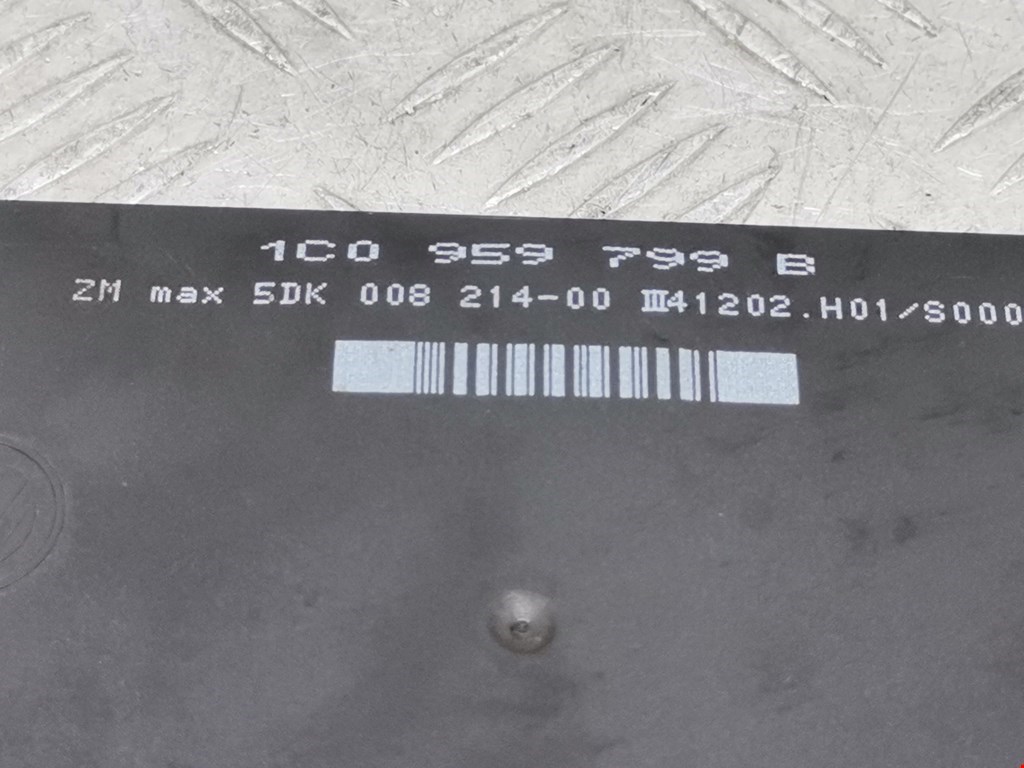 1C0 959 799 B
ZM max 5DK 008 214-00 III41202.H01/S000